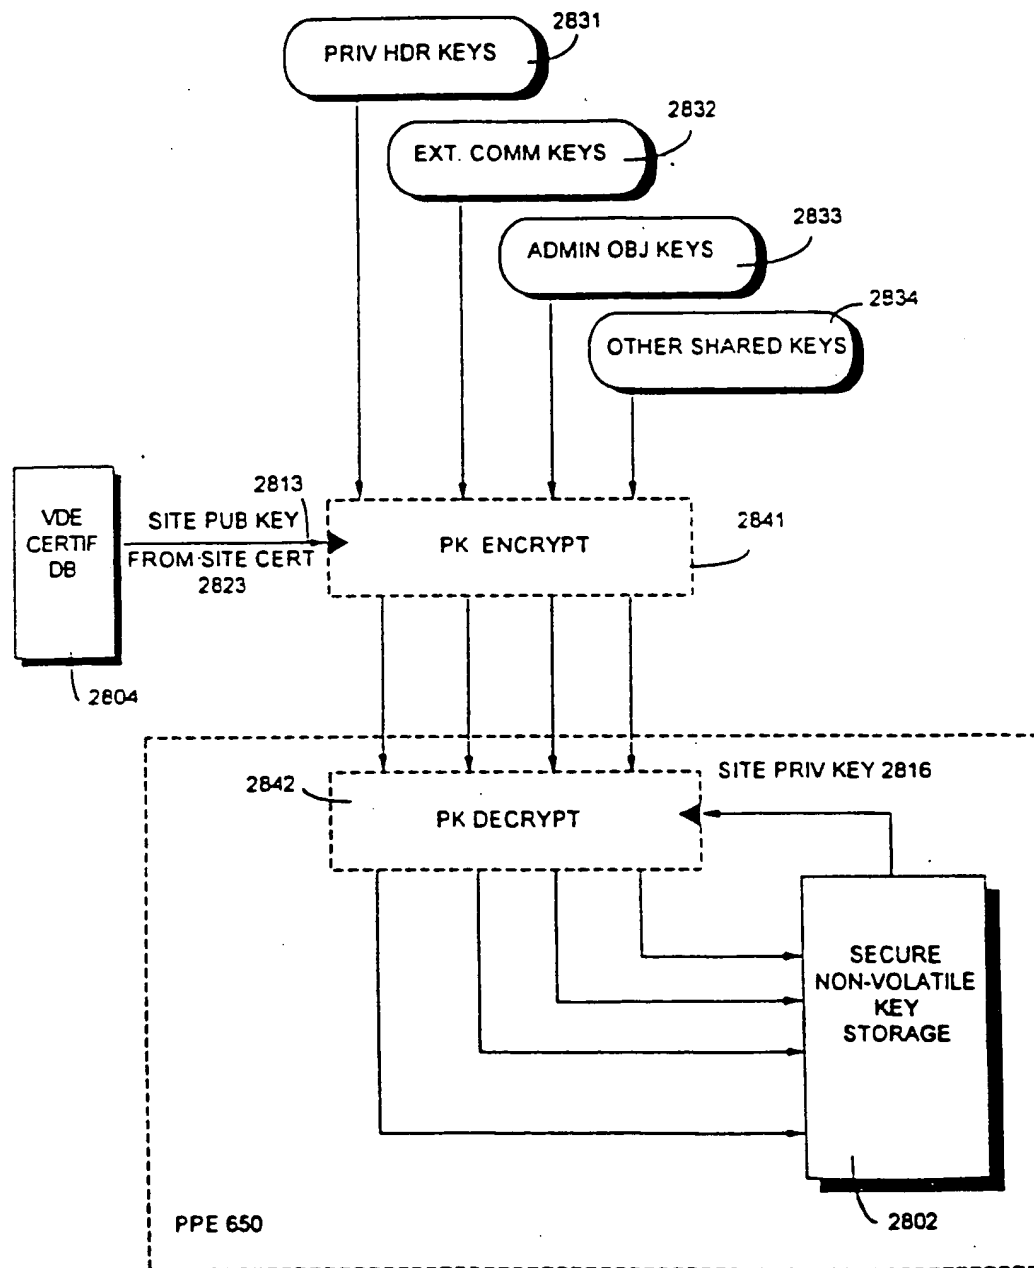 2831
PRIV HDR KEYS
2832
EXT. COMM KEYS
2833
ADMIN OBJ KEYS
2834
OTHER SHARED KEYS
VDE
CERTIF
DB
2804
2813
SITE PUB KEY
FROM SITE CERT
2823
PK ENCRYPT
2841
SITE PRIV KEY 2816
2842
PK DECRYPT
SECURE
NON-VOLATILE
KEY
STORAGE
2802
PPE 650